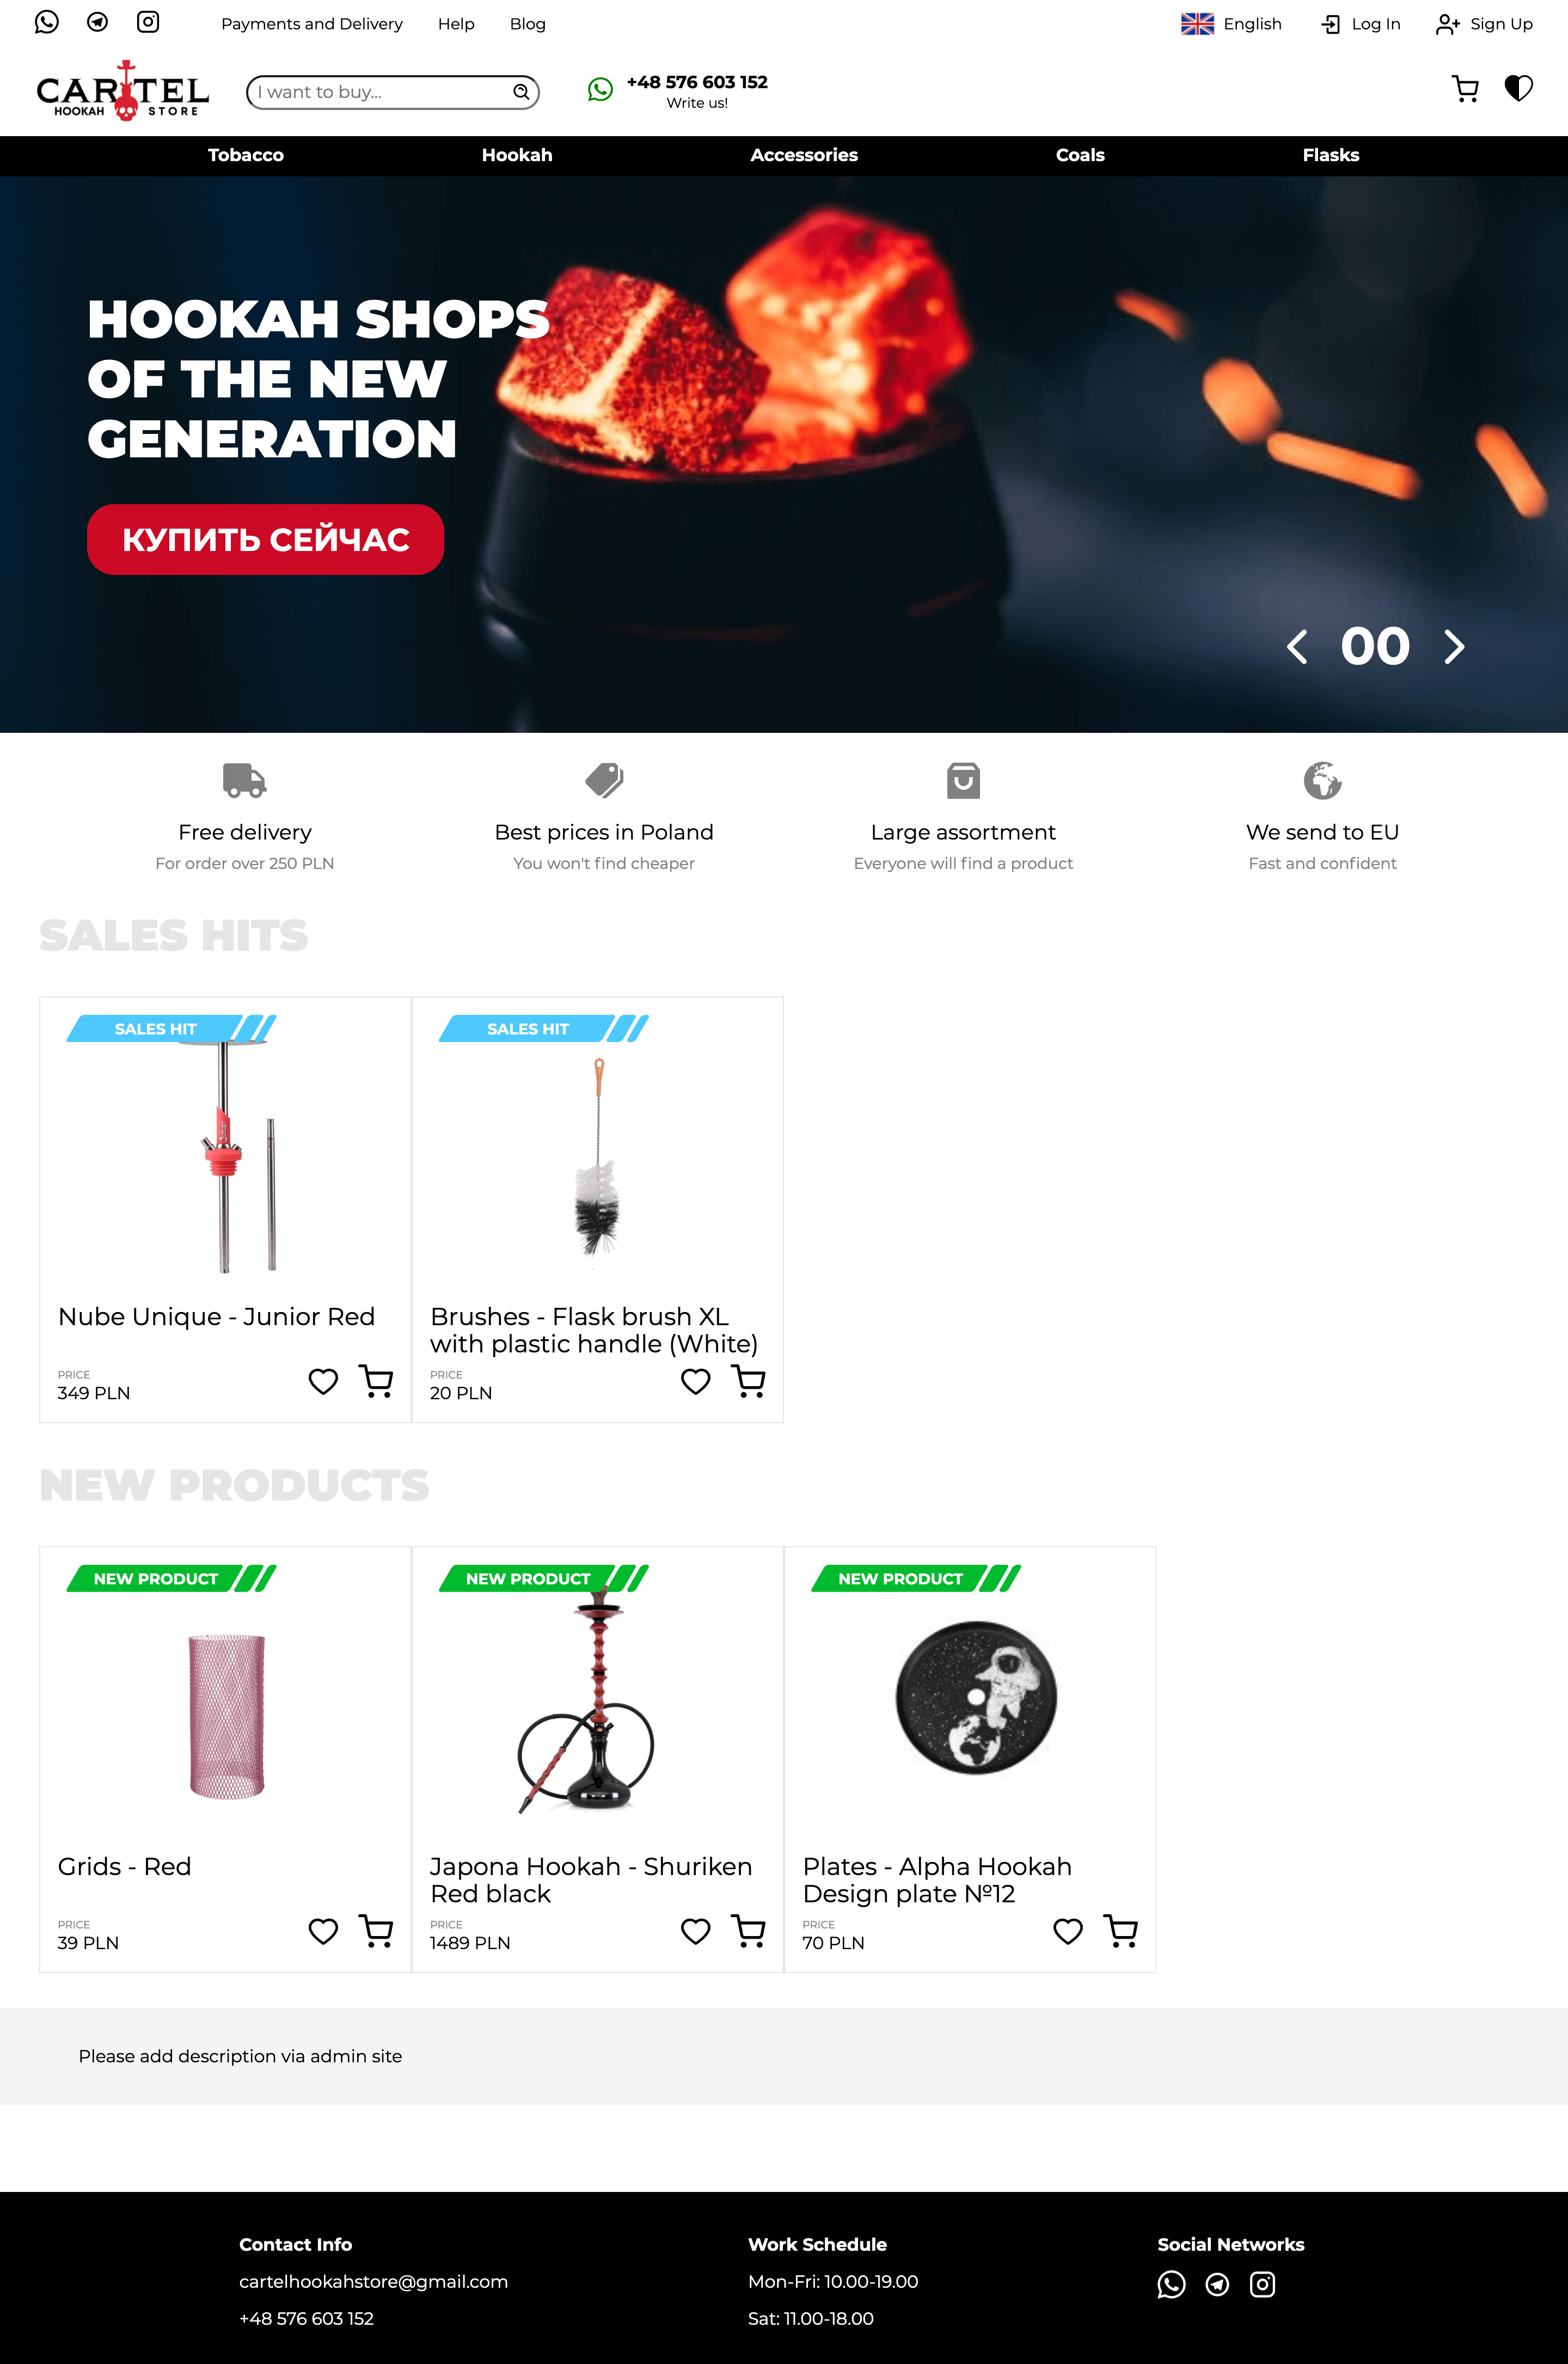 Payments and Delivery
Help
Blog
English
Log In
Sign Up
CARTEL
HOOKAH STORE
I want to buy...
+48 576 603 152
Write us!
Tobacco
Hookah
Accessories
Coals
Flasks
HOOKAH SHOPS
OF THE NEW
GENERATION
КУПИТЬ СЕЙЧАС
00
Free delivery
For order over 250 PLN
Best prices in Poland
You won't find cheaper
Large assortment
Everyone will find a product
We send to EU
Fast and confident
SALES HITS
SALES HIT
Nube Unique - Junior Red
PRICE
349 PLN
SALES HIT
Brushes - Flask brush XL
with plastic handle (White)
PRICE
20 PLN
NEW PRODUCTS
NEW PRODUCT
Grids - Red
PRICE
39 PLN
NEW PRODUCT
Japona Hookah - Shuriken
Red black
PRICE
1489 PLN
NEW PRODUCT
Plates - Alpha Hookah
Design plate №12
PRICE
70 PLN
Please add description via admin site
Contact Info
cartelhookahstore@gmail.com
+48 576 603 152
Work Schedule
Mon-Fri: 10.00-19.00
Sat: 11.00-18.00
Social Networks